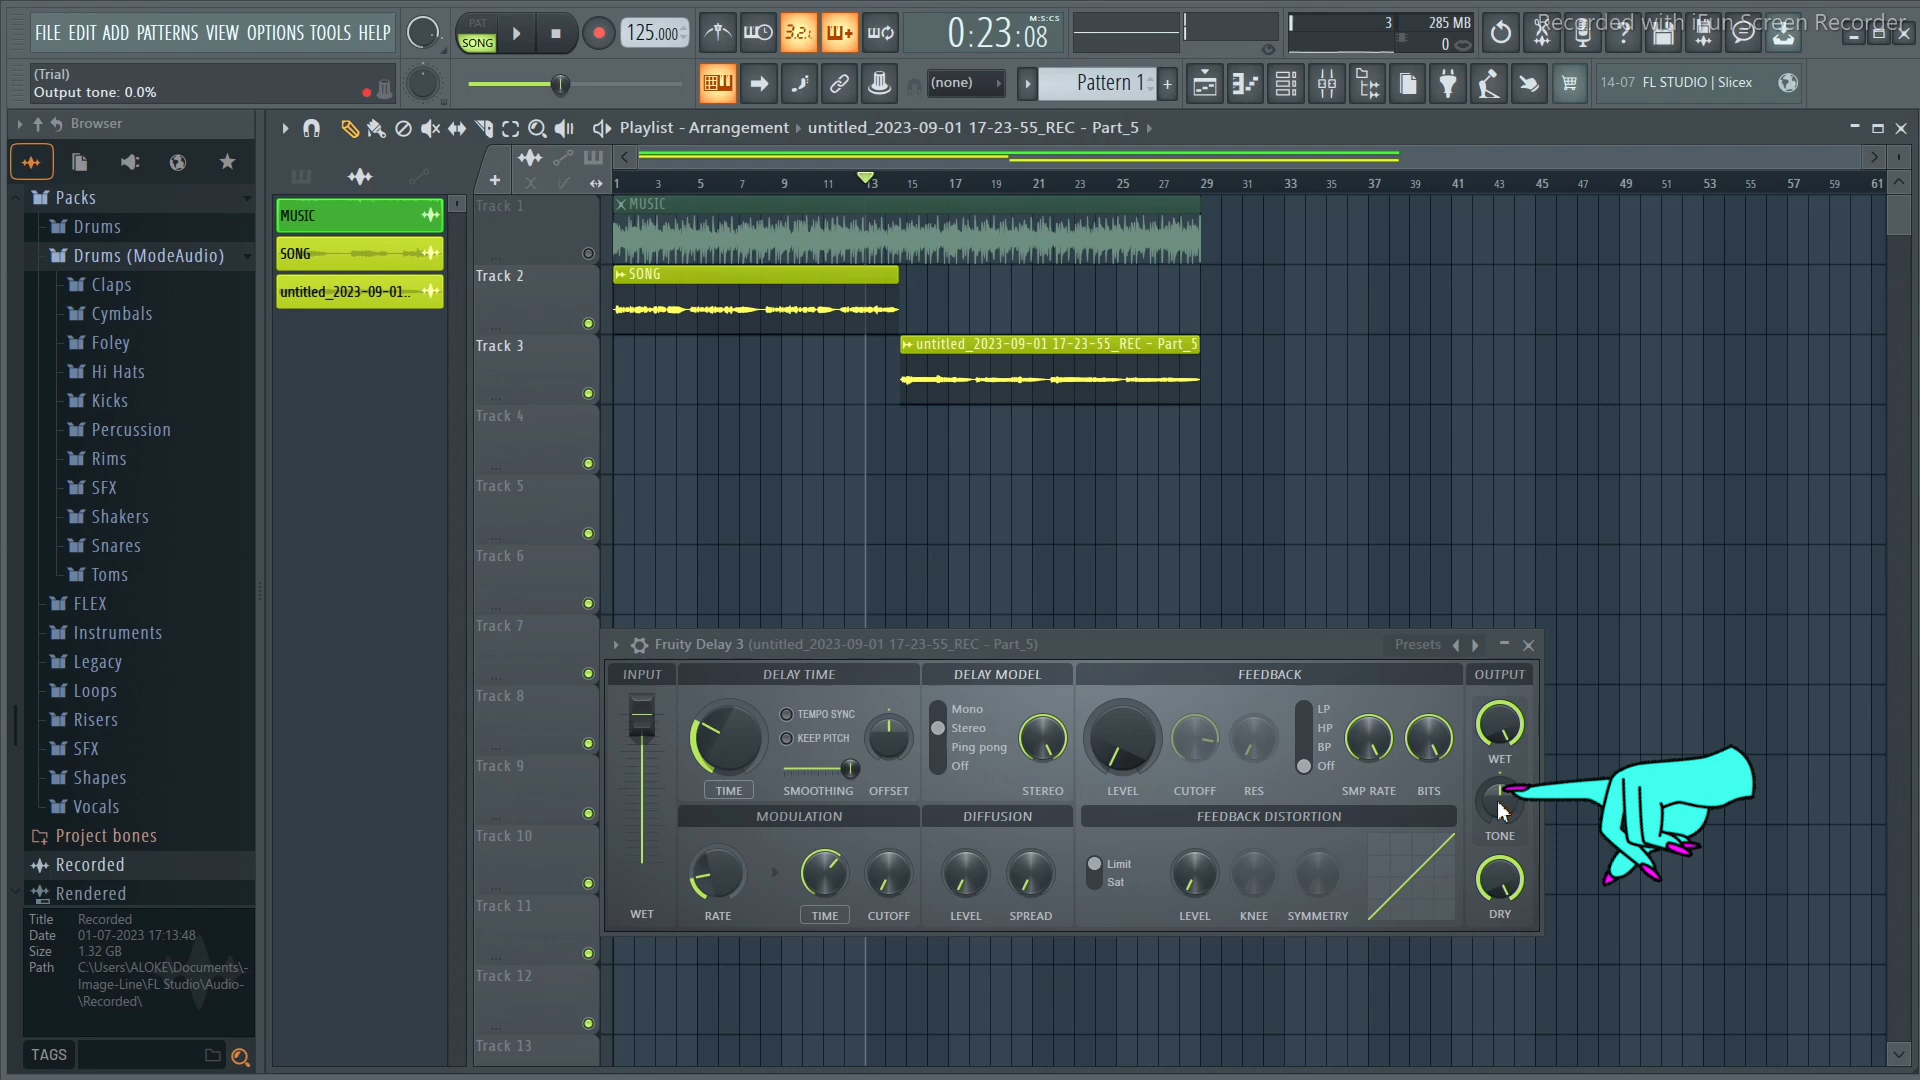 FILE EDIT ADD PATTERNS VIEW OPTIONS TOOLS HELP
PAT
SONG
125.000
3.2.1
0:23:08
M:S:CS
3
285 MB
0
Recorded with iFun Screen Recorder
(Trial)
Output tone: 0.0%
(none)
Pattern 1
14-07 FL STUDIO | Slicex
Browser
Playlist - Arrangement › untitled_2023-09-01 17-23-55_REC - Part_5
1 3 5 7 9 11 13 15 17 19 21 23 25 27 29 31 33 35 37 39 41 43 45 47 49 51 53 55 57 59 61
Packs
Drums
Drums (ModeAudio)
Claps
Cymbals
Foley
Hi Hats
Kicks
Percussion
Rims
SFX
Shakers
Snares
Toms
FLEX
Instruments
Legacy
Loops
Risers
SFX
Shapes
Vocals
Project bones
Recorded
Rendered
Title Recorded
Date 01-07-2023 17:13:48
Size 1.32 GB
Path C:\Users\ALOKE\Documents\-
Image-Line\FL Studio\Audio-
\Recorded\
TAGS
MUSIC
SONG
untitled_2023-09-01..
Track 1
MUSIC
Track 2
SONG
Track 3
untitled_2023-09-01 17-23-55_REC - Part_5
Track 4
Track 5
Track 6
Track 7
Track 8
Track 9
Track 10
Track 11
Track 12
Track 13
Fruity Delay 3 (untitled_2023-09-01 17-23-55_REC - Part_5)
Presets
INPUT
DELAY TIME
DELAY MODEL
FEEDBACK
OUTPUT
TEMPO SYNC
KEEP PITCH
TIME
SMOOTHING
OFFSET
Mono
Stereo
Ping pong
Off
STEREO
LEVEL
CUTOFF
RES
LP
HP
BP
Off
SMP RATE
BITS
WET
MODULATION
DIFFUSION
FEEDBACK DISTORTION
TONE
WET
RATE
TIME
CUTOFF
LEVEL
SPREAD
Limit
Sat
LEVEL
KNEE
SYMMETRY
DRY